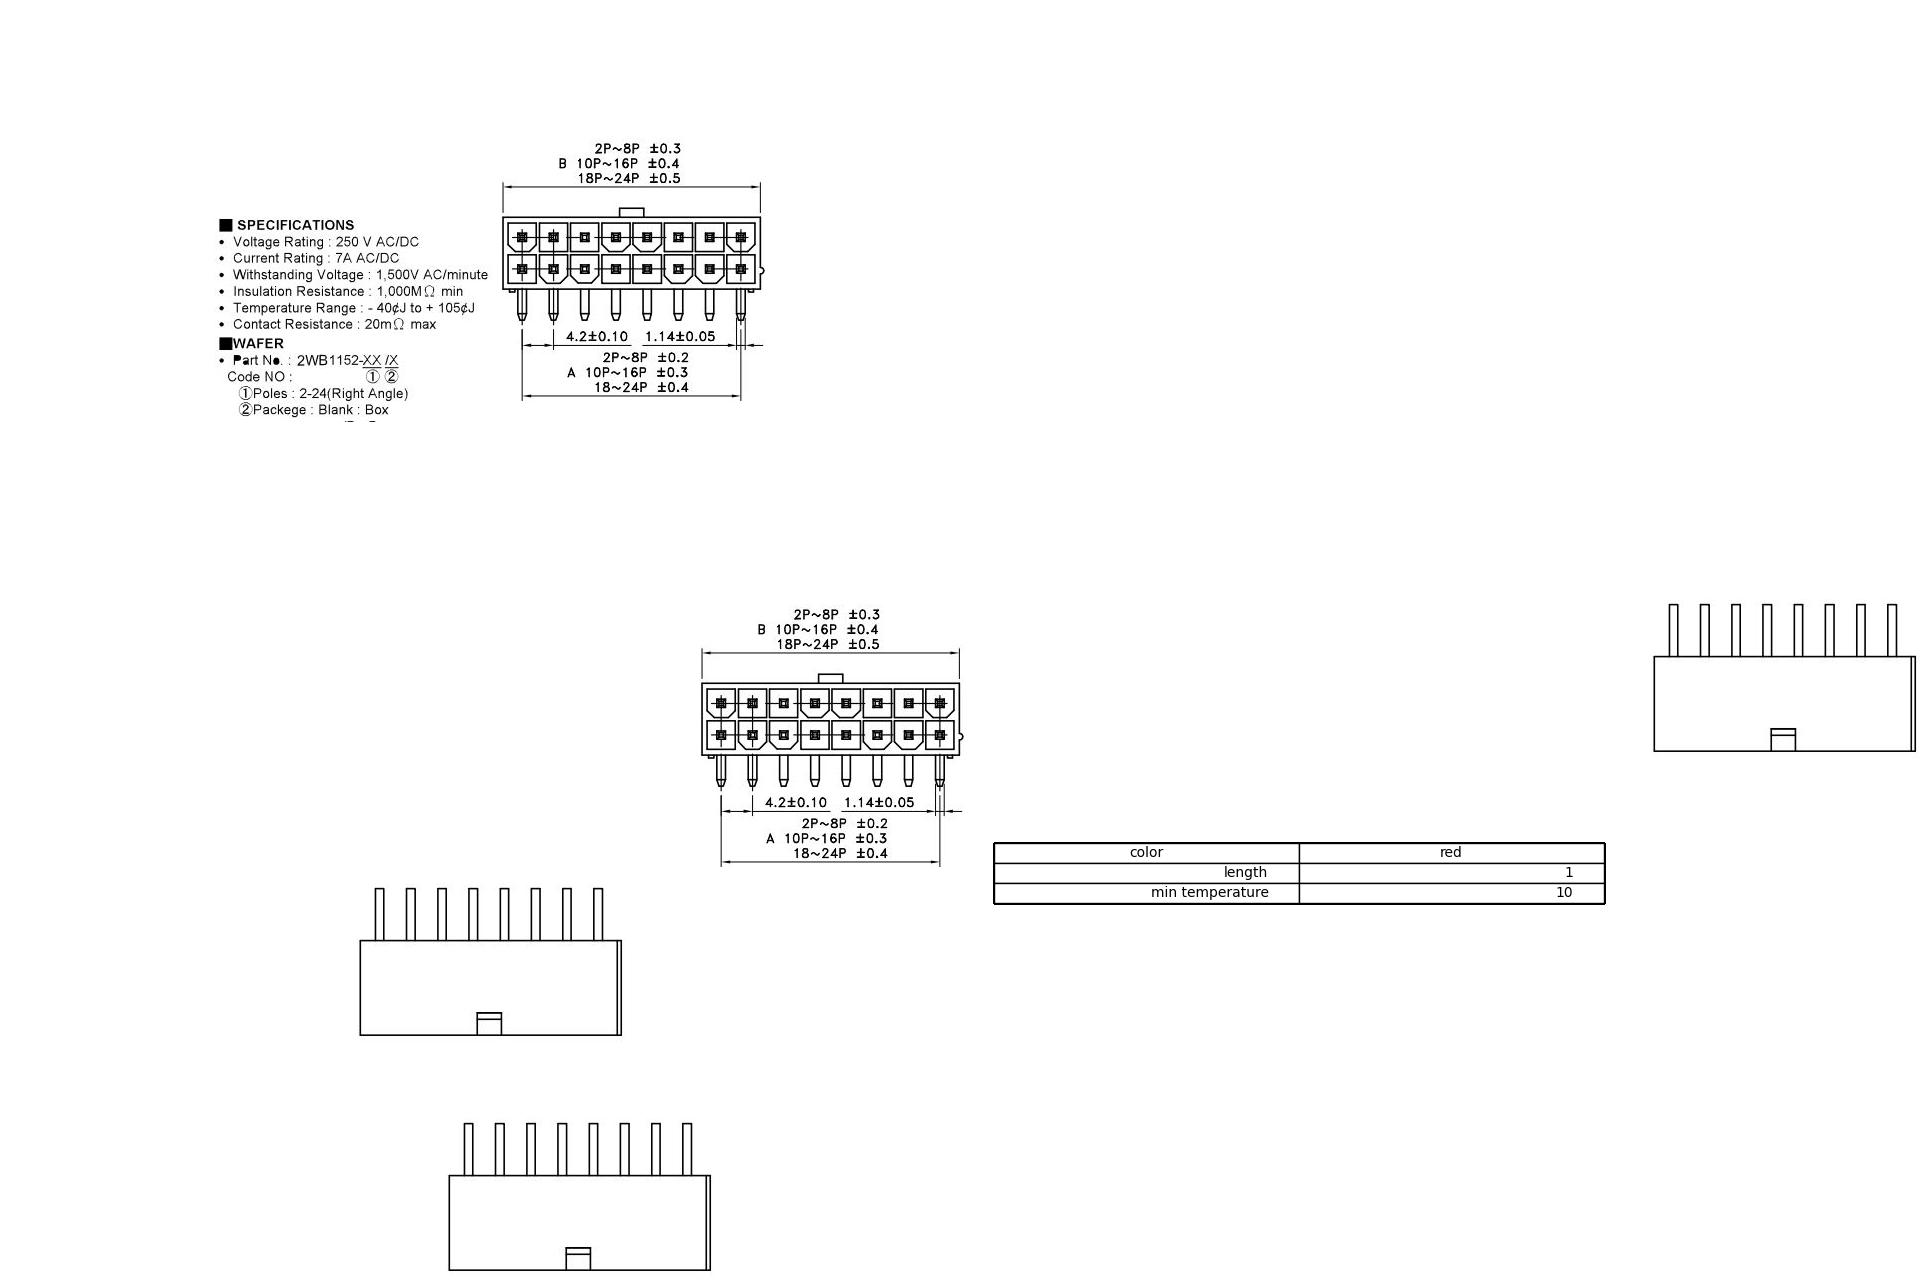 2P~8P ±0.3
B 10P~16P ±0.4
18P~24P ±0.5
■ SPECIFICATIONS
• Voltage Rating : 250 V AC/DC
• Current Rating : 7A AC/DC
• Withstanding Voltage : 1,500V AC/minute
• Insulation Resistance : 1,000MΩ min
• Temperature Range : - 40¢J to + 105¢J
• Contact Resistance : 20mΩ max
■WAFER
• Part No. : 2WB1152-XX /X
Code NO : ① ②
①Poles : 2-24(Right Angle)
②Packege : Blank : Box
4.2±0.10 1.14±0.05
2P~8P ±0.2
A 10P~16P ±0.3
18~24P ±0.4
2P~8P ±0.3
B 10P~16P ±0.4
18P~24P ±0.5
4.2±0.10 1.14±0.05
2P~8P ±0.2
A 10P~16P ±0.3
18~24P ±0.4
color red
length 1
min temperature 10